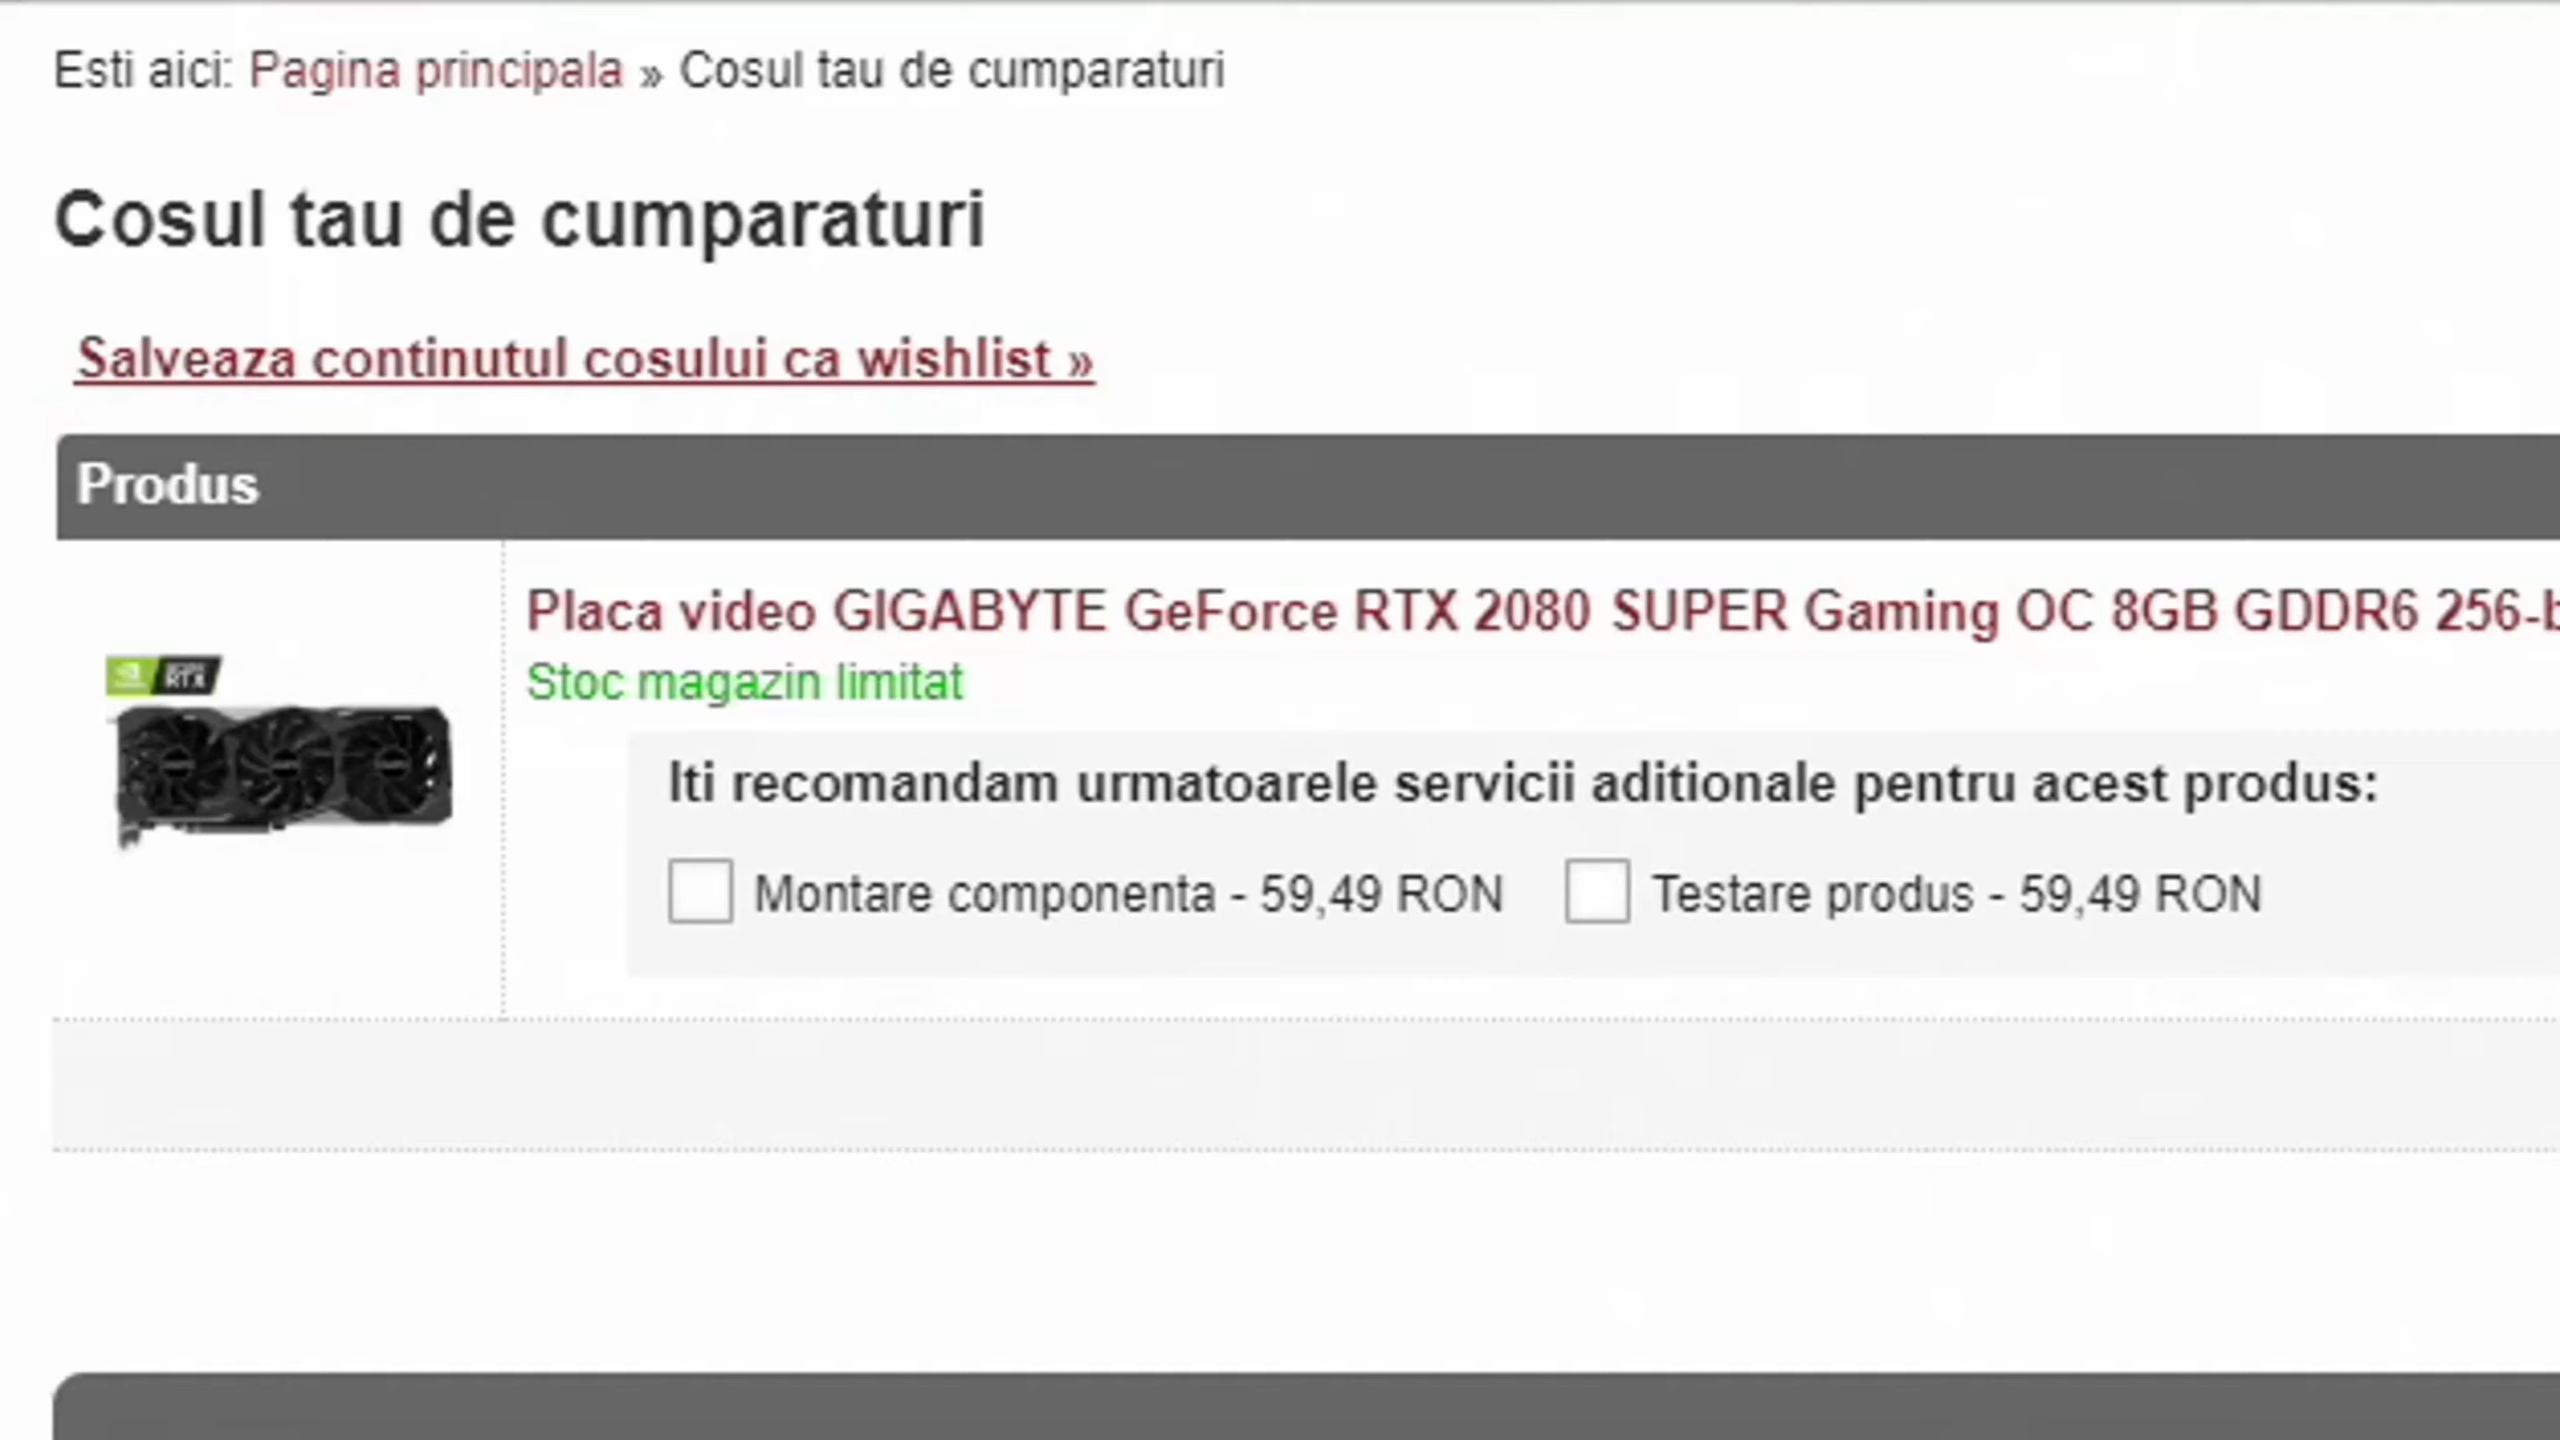 Esti aici: Pagina principala » Cosul tau de cumparaturi
Cosul tau de cumparaturi
Salveaza continutul cosului ca wishlist »
Produs
Placa video GIGABYTE GeForce RTX 2080 SUPER Gaming OC 8GB GDDR6 256-b
RTX
Stoc magazin limitat
Iti recomandam urmatoarele servicii aditionale pentru acest produs:
Montare componenta - 59,49 RON
Testare produs - 59,49 RON